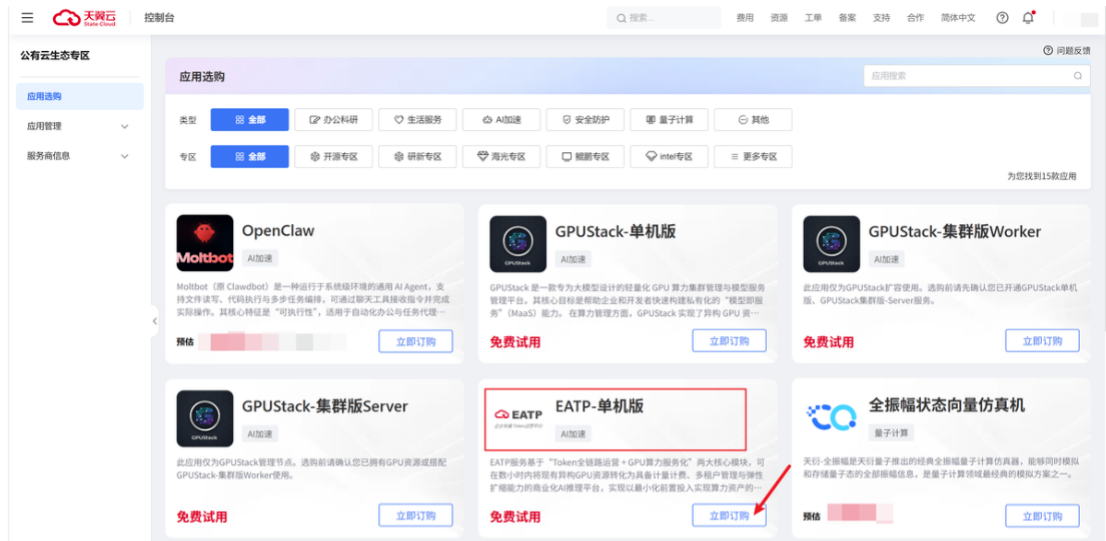 天翼云
State Cloud
控制台
搜索...
费用
资源
工单
备案
支持
合作
简体中文
公有云生态专区
应用选购
应用管理
服务商信息
问题反馈
应用选购
应用搜索
类型
全部
办公科研
生活服务
AI加速
安全防护
量子计算
其他
专区
全部
开源专区
研新专区
海光专区
鲲鹏专区
intel专区
更多专区
为您找到15款应用
Moltbot
OpenClaw
AI加速
Moltbot（原 Clawdbot）是一种运行于系统级环境的通用 AI Agent，支
持文件读写、代码执行与多步任务编排，可通过聊天工具接收指令并完成
实际操作。其核心特征是“可执行性”，适用于自动化办公与任务代理…
预估
立即订购
GPUStack
GPUStack-单机版
AI加速
GPUStack 是一款专为大模型设计的轻量化 GPU 算力集群管理与模型服务
管理平台。其核心目标是帮助企业和开发者快速构建私有化的“模型即服
务”（MaaS）能力。 在算力管理方面，GPUStack 实现了异构 GPU 资…
免费试用
立即订购
GPUStack
GPUStack-集群版Worker
AI加速
此应用仅为GPUStack扩容使用。选购前请先确认您已开通GPUStack单机
版、GPUStack集群版-Server服务。
免费试用
立即订购
GPUStack
GPUStack-集群版Server
AI加速
此应用仅为GPUStack管理节点。选购前请确认您已拥有GPU资源或搭配
GPUStack-集群版Worker使用。
免费试用
立即订购
EATP
EATP-单机版
AI加速
EATP服务基于“Token全链路运营 + GPU算力服务化”两大核心模块，可
在数小时内将现有异构GPU资源转化为具备计量计费、多租户管理与弹性
扩缩能力的商业化AI推理平台，实现以最小化前置投入实现算力资产的…
免费试用
立即订购
全振幅状态向量仿真机
量子计算
天衍-全振幅是天衍量子推出的经典全振幅量子计算仿真器，能够同时模拟
和存储量子态的全部振幅信息，是量子计算领域最经典的模拟方案之一。
预估
立即订购